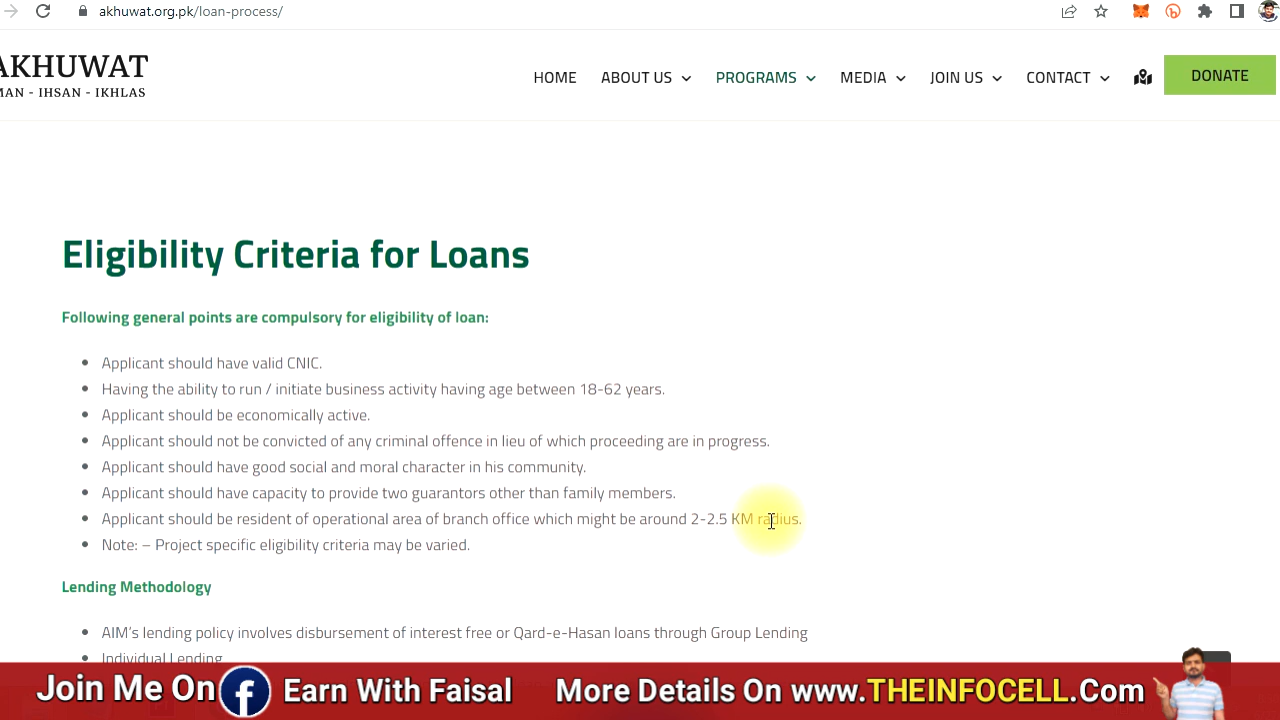 akhuwat.org.pk/loan-process/
AKHUWAT
MAN - IHSAN - IKHLAS
HOME ABOUT US PROGRAMS MEDIA JOIN US CONTACT DONATE
Eligibility Criteria for Loans
Following general points are compulsory for eligibility of loan:
Applicant should have valid CNIC.
Having the ability to run / initiate business activity having age between 18-62 years.
Applicant should be economically active.
Applicant should not be convicted of any criminal offence in lieu of which proceeding are in progress.
Applicant should have good social and moral character in his community.
Applicant should have capacity to provide two guarantors other than family members.
Applicant should be resident of operational area of branch office which might be around 2-2.5 KM radius.
Note: – Project specific eligibility criteria may be varied.
Lending Methodology
AIM’s lending policy involves disbursement of interest free or Qard-e-Hasan loans through Group Lending
Individual Lending
Join Me On f Earn With Faisal More Details On www.THEINFOCELL.Com